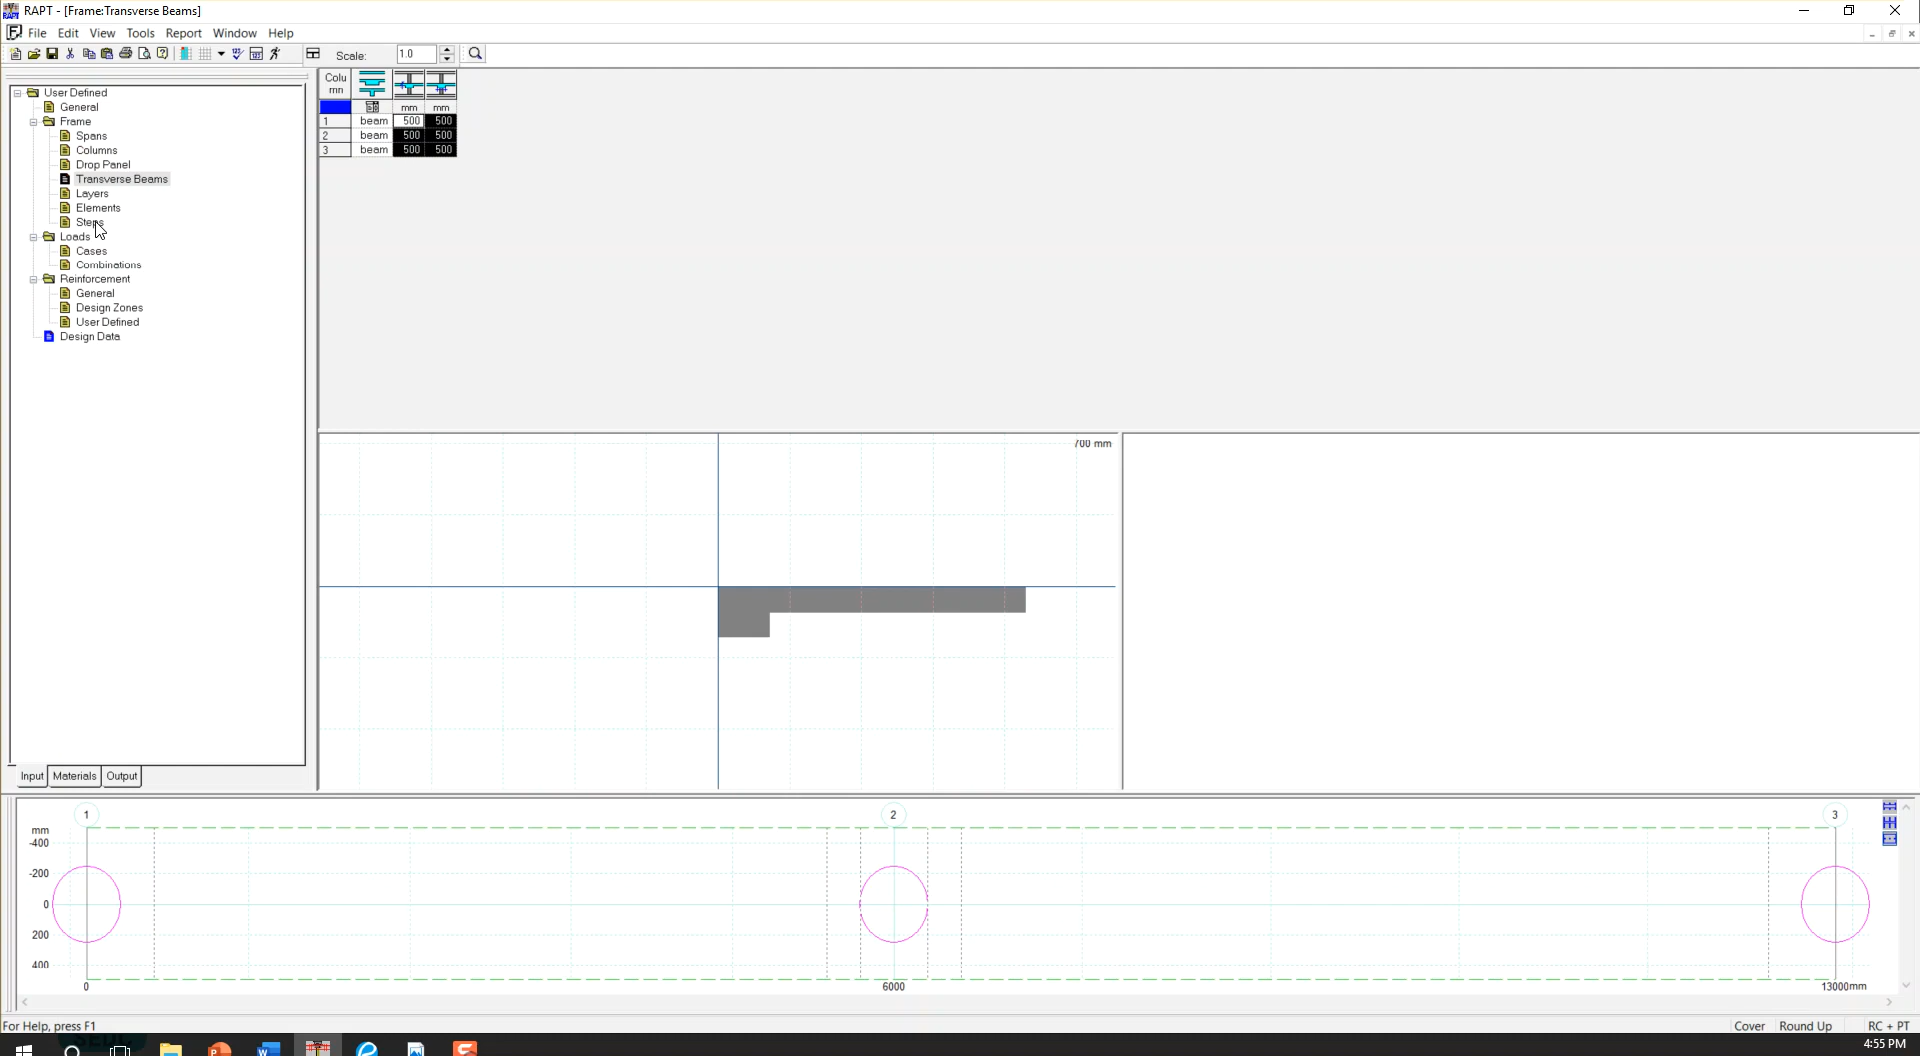 RAPT - [Frame:Transverse Beams]
File Edit View Tools Report Window Help
Scale: 1.0
User Defined
General
Frame
Spans
Columns
Drop Panel
Transverse Beams
Layers
Elements
Steps
Loads
Cases
Combinations
Reinforcement
General
Design Zones
User Defined
Design Data
Input Materials Output
Colu
mn
mm mm
1 beam 500 500
2 beam 500 500
3 beam 500 500
700 mm
1 2 3
mm
-400
-200
0
200
400
0 6000 13000mm
For Help, press F1
Cover Round Up RC + PT
4:55 PM